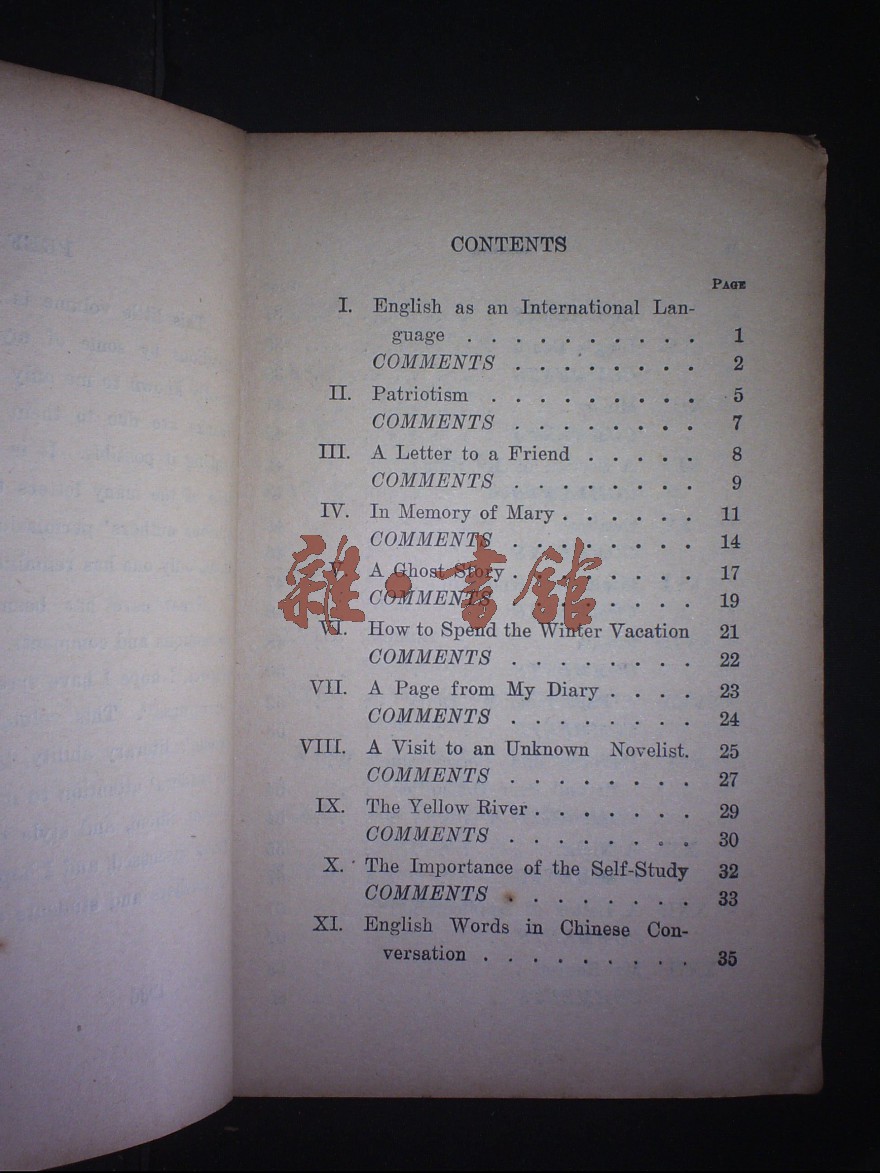 CONTENTS
PAGE
I. English as an International Lan-
guage . . . . . . . . . . 1
COMMENTS . . . . . . . . 2
II. Patriotism . . . . . . . . . 5
COMMENTS . . . . . . . . 7
III. A Letter to a Friend . . . . . 8
COMMENTS . . . . . . . . 9
IV. In Memory of Mary . . . . . . 11
COMMENTS . . . . . . . . 14
V. A Ghost Story . . . . . . . . 17
COMMENTS . . . . . . . . 19
VI. How to Spend the Winter Vacation 21
COMMENTS . . . . . . . . 22
VII. A Page from My Diary . . . . 23
COMMENTS . . . . . . . . 24
VIII. A Visit to an Unknown Novelist. 25
COMMENTS . . . . . . . . 27
IX. The Yellow River . . . . . . . 29
COMMENTS . . . . . . . . 30
X. The Importance of the Self-Study 32
COMMENTS . . . . . . . . 33
XI. English Words in Chinese Con-
versation . . . . . . . . . 35
雜·書館